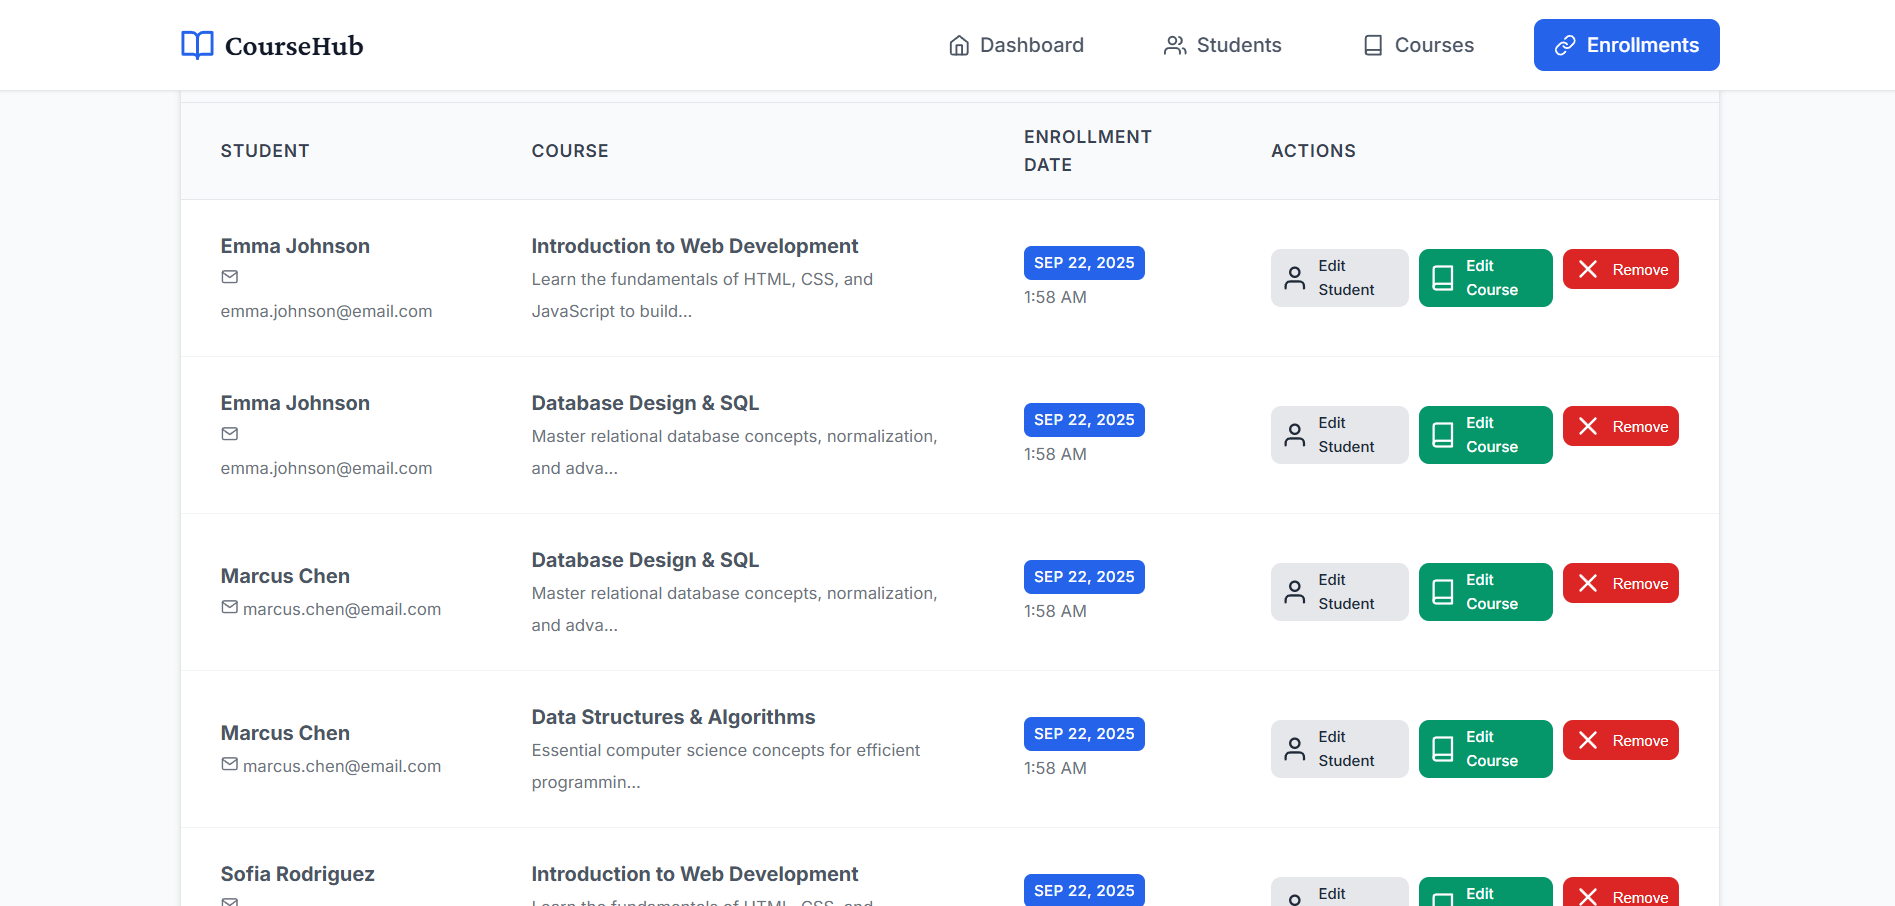 CourseHub
Dashboard
Students
Courses
Enrollments
STUDENT
COURSE
ENROLLMENT
DATE
ACTIONS
Emma Johnson
emma.johnson@email.com
Introduction to Web Development
Learn the fundamentals of HTML, CSS, and
JavaScript to build...
SEP 22, 2025
1:58 AM
Edit
Student
Edit
Course
Remove
Emma Johnson
emma.johnson@email.com
Database Design & SQL
Master relational database concepts, normalization,
and adva...
SEP 22, 2025
1:58 AM
Edit
Student
Edit
Course
Remove
Marcus Chen
marcus.chen@email.com
Database Design & SQL
Master relational database concepts, normalization,
and adva...
SEP 22, 2025
1:58 AM
Edit
Student
Edit
Course
Remove
Marcus Chen
marcus.chen@email.com
Data Structures & Algorithms
Essential computer science concepts for efficient
programmin...
SEP 22, 2025
1:58 AM
Edit
Student
Edit
Course
Remove
Sofia Rodriguez
Introduction to Web Development
Learn the fundamentals of HTML, CSS, and
SEP 22, 2025
Edit
Edit
Remove